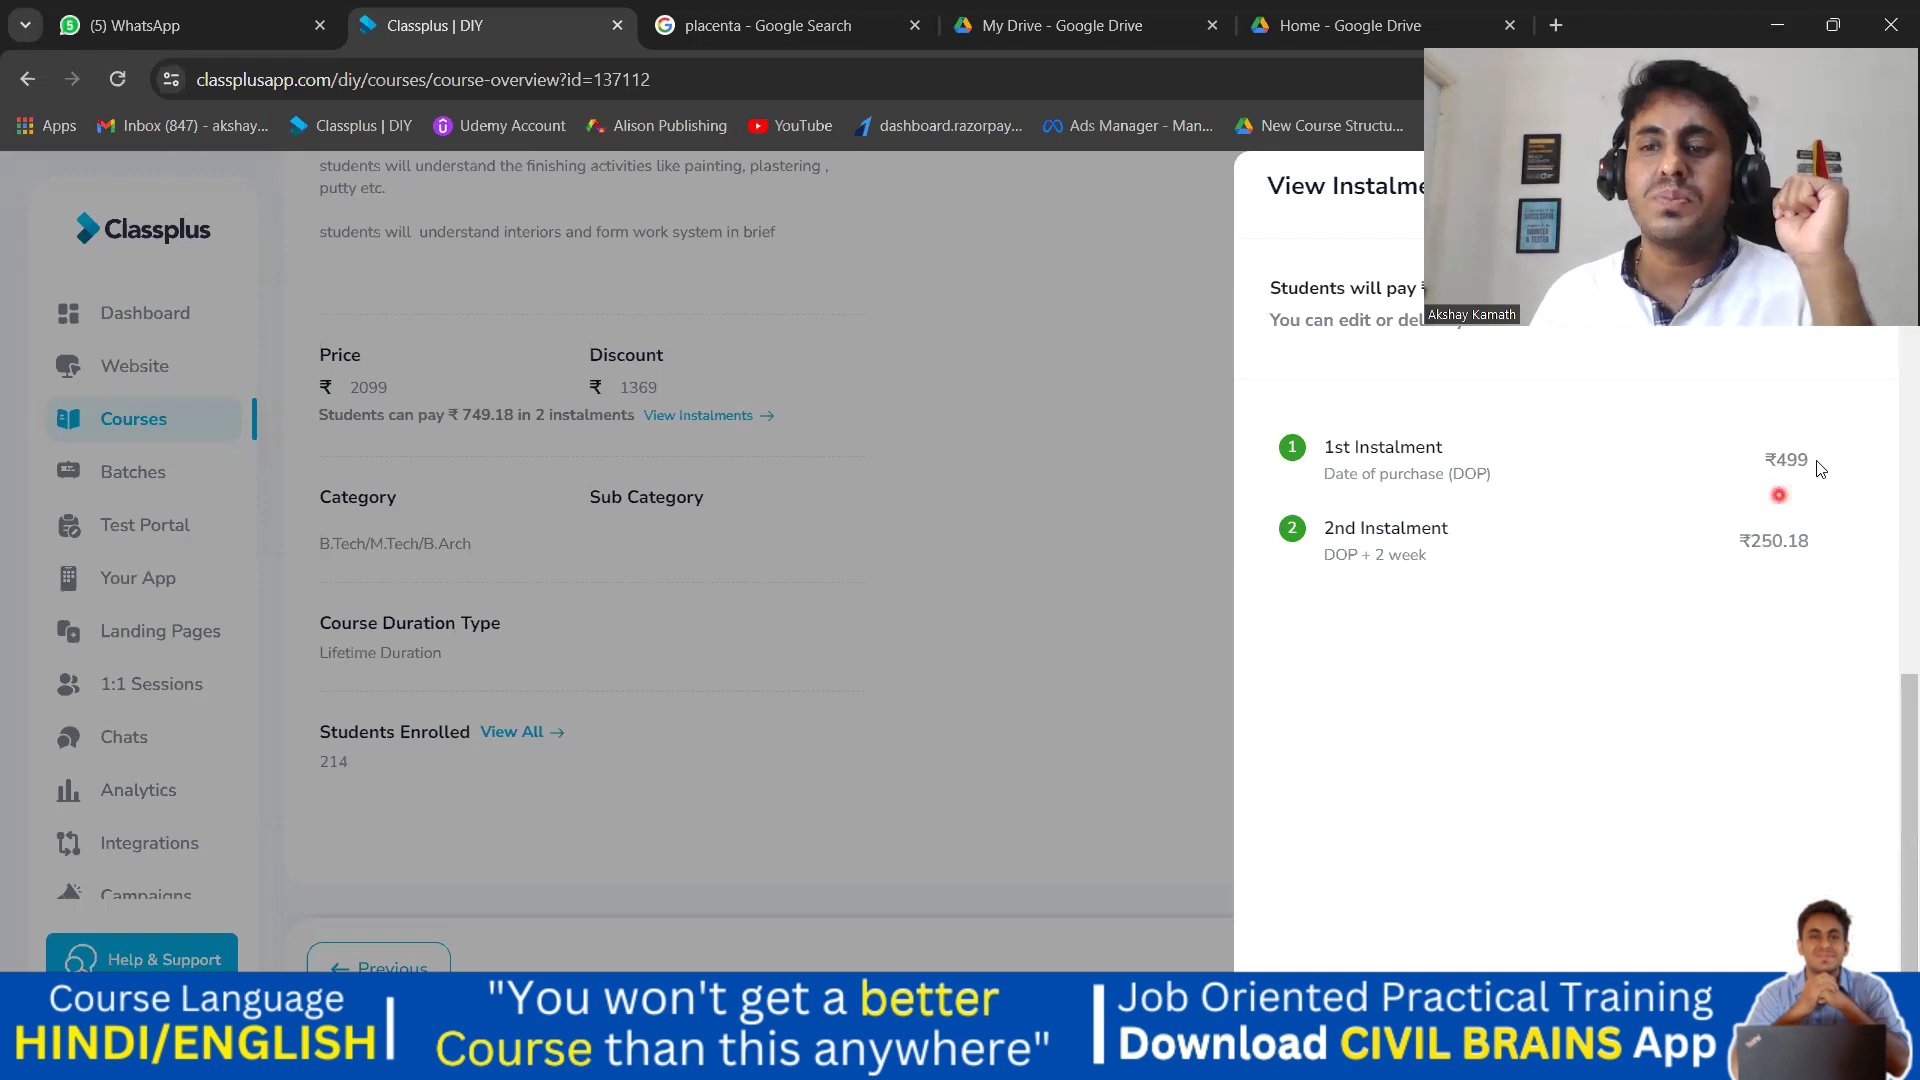 (5) WhatsApp
Classplus | DIY
placenta - Google Search
My Drive - Google Drive
Home - Google Drive
classplusapp.com/diy/courses/course-overview?id=137112
Apps
Inbox (847) - akshay...
Classplus | DIY
Udemy Account
Alison Publishing
YouTube
dashboard.razorpay...
Ads Manager - Man...
New Course Structu...
Classplus
Dashboard
Website
Courses
Batches
Test Portal
Your App
Landing Pages
1:1 Sessions
Chats
Analytics
Integrations
Campaigns
Help & Support
students will understand the finishing activities like painting, plastering ,
putty etc.
students will understand interiors and form work system in brief
Price
₹ 2099
Discount
₹ 1369
Students can pay ₹ 749.18 in 2 instalments View Instalments →
Category
Sub Category
B.Tech/M.Tech/B.Arch
Course Duration Type
Lifetime Duration
Students Enrolled View All →
214
← Previous
View Instalme
Students will pay ₹
You can edit or del
Akshay Kamath
1 1st Instalment
Date of purchase (DOP)
₹499
2 2nd Instalment
DOP + 2 week
₹250.18
Course Language
HINDI/ENGLISH
"You won't get a better
Course than this anywhere"
Job Oriented Practical Training
Download CIVIL BRAINS App